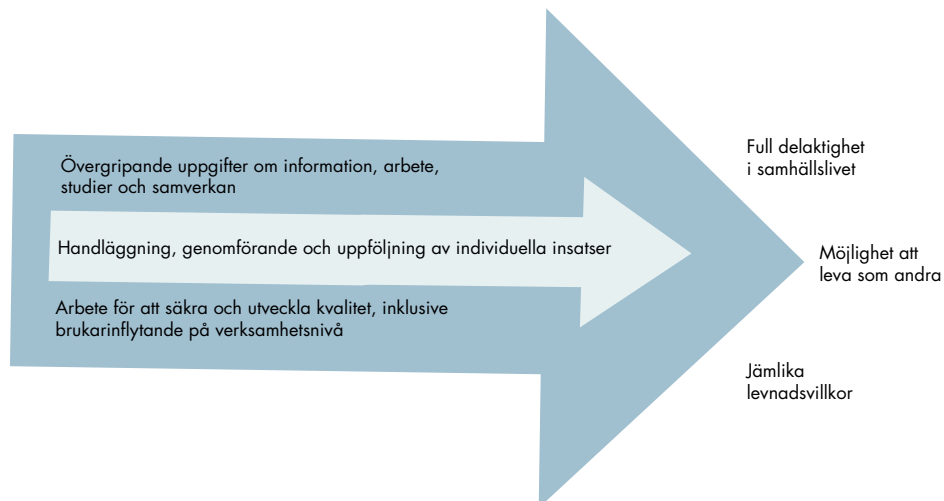 Övergripande uppgifter om information, arbete,
studier och samverkan
Handläggning, genomförande och uppföljning av individuella insatser
Arbete för att säkra och utveckla kvalitet, inklusive
brukarinflytande på verksamhetsnivå
Full delaktighet
i samhällslivet
Möjlighet att
leva som andra
Jämlika
levnadsvillkor